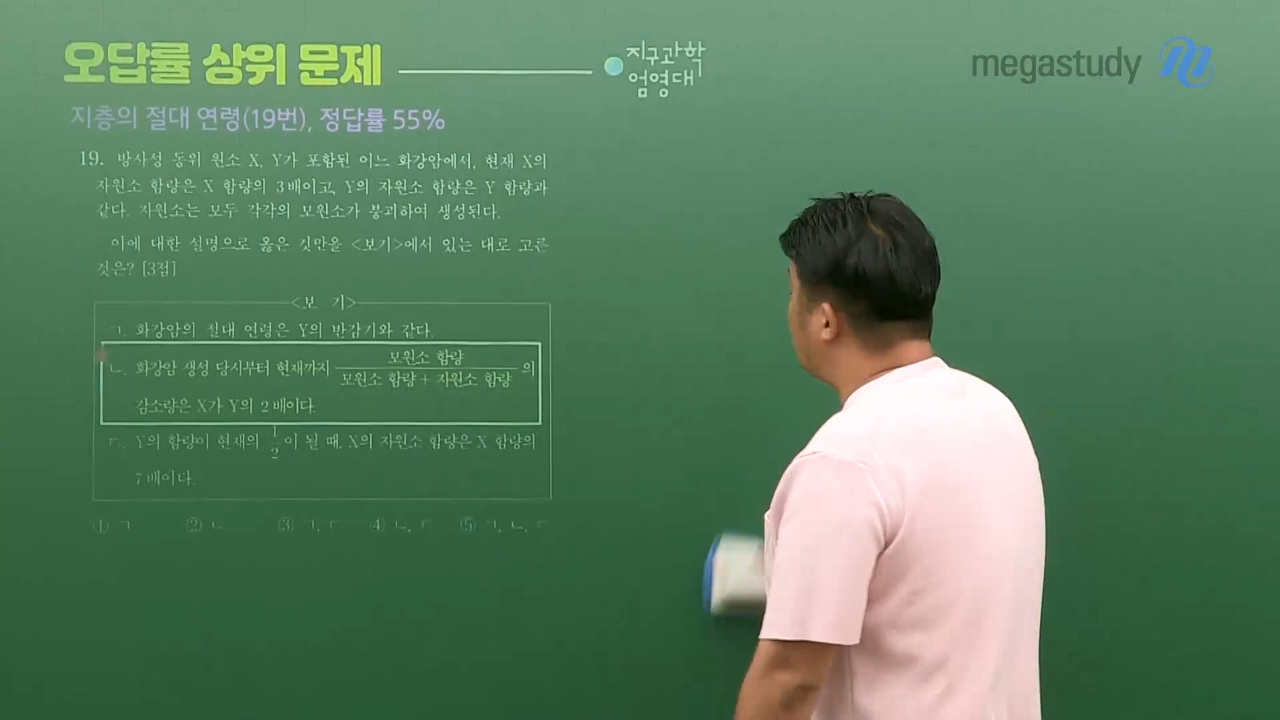 오답률 상위 문제
지구과학
엄영대
megastudy
지층의 절대 연령(19번), 정답률 55%
19. 방사성 동위 원소 X, Y가 포함된 어느 화강암에서, 현재 X의
자원소 함량은 X 함량의 3배이고, Y의 자원소 함량은 Y 함량과
같다. 자원소는 모두 각각의 모원소가 붕괴하여 생성된다.
이에 대한 설명으로 옳은 것만을 <보기>에서 있는 대로 고른
것은? [3점]
<보 기>
ㄱ. 화강암의 절대 연령은 Y의 반감기와 같다.
ㄴ. 화강암 생성 당시부터 현재까지 모원소 함량 / 모원소 함량 + 자원소 함량 의
감소량은 X가 Y의 2배이다.
ㄷ. Y의 함량이 현재의 1/2이 될 때, X의 자원소 함량은 X 함량의
7배이다.
① ㄱ ② ㄴ ③ ㄱ, ㄷ ④ ㄴ, ㄷ ⑤ ㄱ, ㄴ, ㄷ